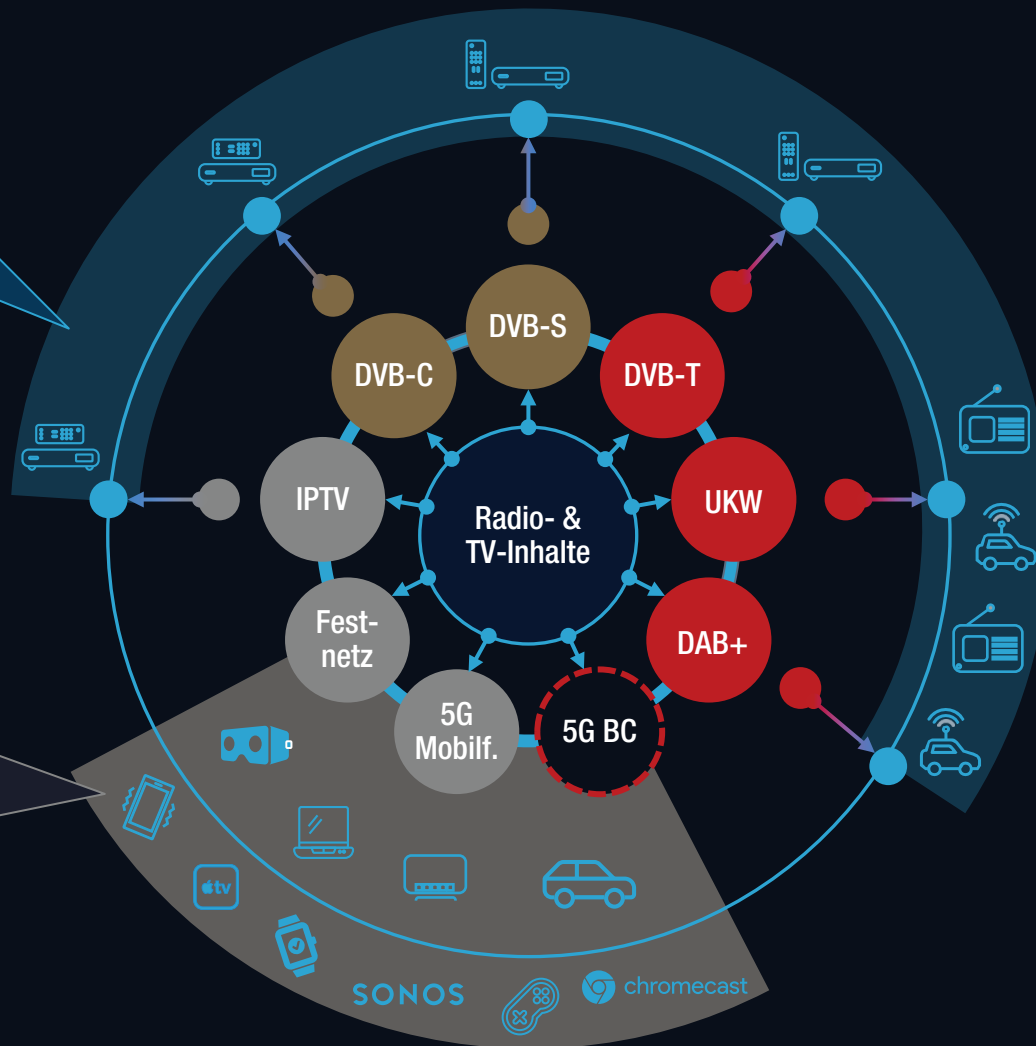 DVB-S
DVB-C
DVB-T
IPTV
Radio- &
TV-Inhalte
UKW
Fest-
netz
DAB+
5G
Mobilf.
5G BC
tv
SONOS
chromecast